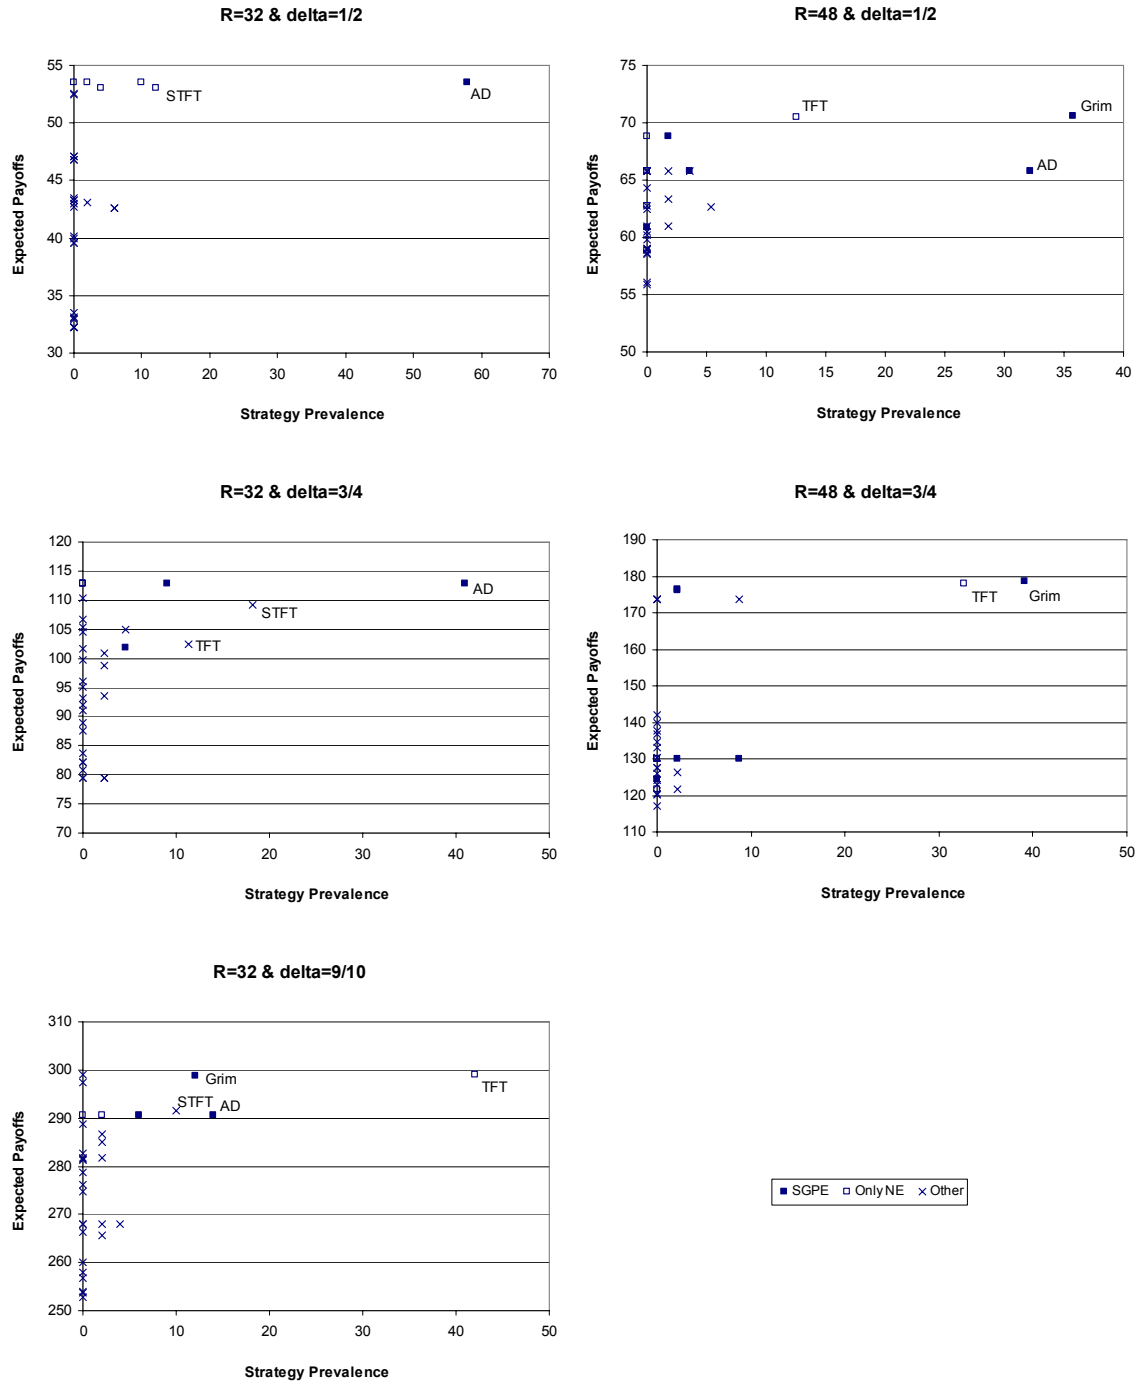 R=32 & delta=1/2
55
50
45
40
35
30
0 10 20 30 40 50 60 70
Expected Payoffs
Strategy Prevalence
STFT
AD
R=48 & delta=1/2
75
70
65
60
55
50
0 5 10 15 20 25 30 35 40
Expected Payoffs
Strategy Prevalence
TFT
Grim
AD
R=32 & delta=3/4
120
115
110
105
100
95
90
85
80
75
70
0 10 20 30 40 50
Expected Payoffs
Strategy Prevalence
AD
STFT
TFT
R=48 & delta=3/4
190
180
170
160
150
140
130
120
110
0 10 20 30 40 50
Expected Payoffs
Strategy Prevalence
TFT
Grim
R=32 & delta=9/10
310
300
290
280
270
260
250
0 10 20 30 40 50
Expected Payoffs
Strategy Prevalence
Grim
TFT
STFT
AD
SGPE Only NE Other